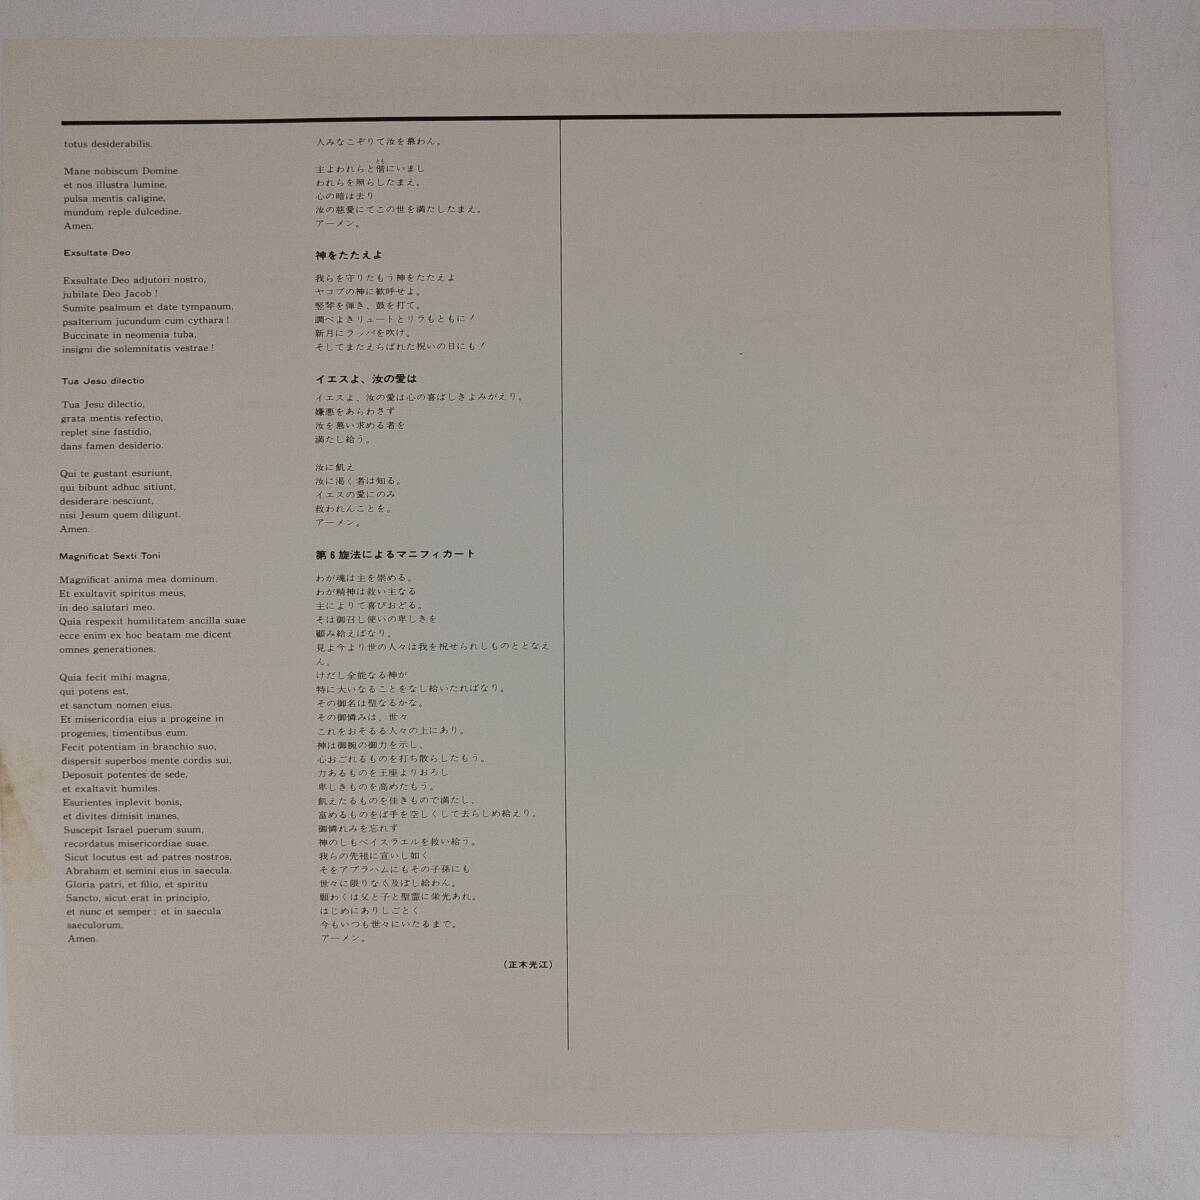 totus desiderabilis.
Mane nobiscum Domine
et nos illustra lumine,
pulsa mentis caligine,
mundum reple dulcedine.
Amen.
Exsultate Deo
Exsultate Deo adjutori nostro,
jubilate Deo Jacob !
Sumite psalmum et date tympanum,
psalterium jucundum cum cythara !
Buccinate in neomenia tuba,
insigni die solemnitatis vestrae !
Tua Jesu dilectio
Tua Jesu dilectio,
grata mentis refectio,
replet sine fastidio,
dans famen desiderio.
Qui te gustant esuriunt,
qui bibunt adhuc sitiunt,
desiderare nesciunt,
nisi Jesum quem diligunt.
Amen.
Magnificat Sexti Toni
Magnificat anima mea dominum.
Et exultavit spiritus meus,
in deo salutari meo.
Quia respexit humilitatem ancilla suae
ecce enim ex hoc beatam me dicent
omnes generationes.
Quia fecit mihi magna,
qui potens est,
et sanctum nomen eius.
Et misericordia eius a progeine in
progenies, timentibus eum.
Fecit potentiam in branchio suo,
dispersit superbos mente cordis sui,
Deposuit potentes de sede,
et exaltavit humiles.
Esurientes inplevit bonis,
et divites dimisit inanes,
Suscepit Israel puerum suum,
recordatus misericordiae suae.
Sicut locutus est ad patres nostros,
Abraham et semini eius in saecula.
Gloria patri, et filio, et spiritu
Sancto, sicut erat in principio,
et nunc et semper : et in saecula
saeculorum.
Amen.
人みなこぞりて汝を慕わん。
とも
主よわれらと偕にいまし
われらを照らしたまえ。
心の暗は去り
汝の慈愛にてこの世を満たしたまえ。
アーメン。
神をたたえよ
我らを守りたもう神をたたえよ
ヤコブの神に歓呼せよ。
竪琴を弾き、鼓を打て。
調べよきリュートとリラもともに！
新月にラッパを吹け。
そしてまたえらばれた祝いの日にも！
イエスよ、汝の愛は
イエスよ、汝の愛は心の喜ばしきよみがえり。
嫌悪をあらわさず
汝を慕い求める者を
満たし給う。
汝に飢え
汝に渇く者は知る。
イエスの愛にのみ
救われんことを。
アーメン。
第6旋法によるマニフィカート
わが魂は主を崇める。
わが精神は救い主なる
主によりて喜びおどる。
そは御召し使いの卑しきを
顧み給えばなり。
見よ今より世の人々は我を祝せられしものととなえ
ん。
けだし全能なる神が
特に大いなることをなし給いたればなり。
その御名は聖なるかな。
その御憐みは、世々
これをおそるる人々の上にあり。
神は御腕の御力を示し、
心おごれるものを打ち散らしたもう。
力あるものを王座よりおろし
卑しきものを高めたもう。
飢えたるものを佳きもので満たし、
富めるものをば手を空しくして去らしめ給えり。
御憐れみを忘れず
神のしもべイスラエルを救い給う。
我らの先祖に宣いし如く
そをアブラハムにもその子孫にも
世々に限りなく及ぼし給わん。
願わくは父と子と聖霊に栄光あれ。
はじめにありしごとく
今もいつも世々にいたるまで。
アーメン。
（正木光江）